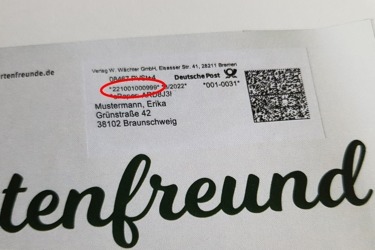 rtenfreunde.de
Verlag W. Wächter GmbH, Elsasser Str. 41, 28211 Bremen
Deutsche Post
*221001000999* /2022* *001-0031*
Mustermann, Erika
Grünstraße 42
38102 Braunschweig
tenfreund